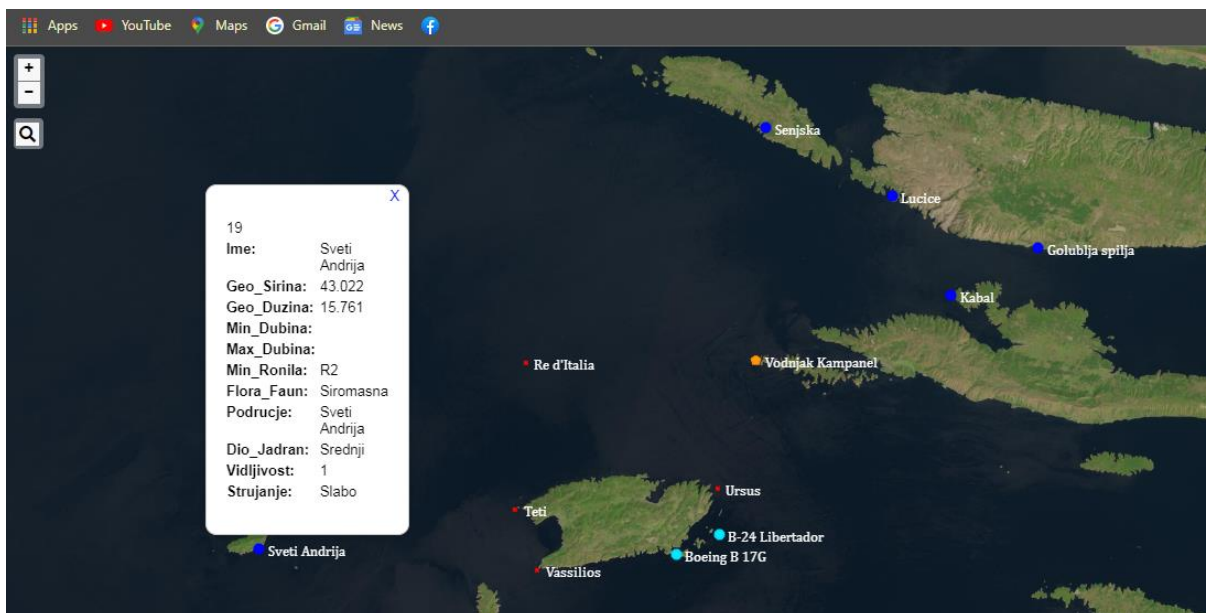 Apps YouTube Maps Gmail News
+
−
Senjska
X
Lucice
19
Ime: Sveti
Andrija
Golublja spilja
Geo_Sirina: 43.022
Kabal
Geo_Duzina: 15.761
Min_Dubina:
Max_Dubina:
Re d'Italia
Vodnjak Kampanel
Min_Ronila: R2
Flora_Faun: Siromasna
Podrucje: Sveti
Andrija
Dio_Jadran: Srednji
Vidljivost: 1
Strujanje: Slabo
Ursus
Teti
B-24 Libertador
Sveti Andrija
Boeing B 17G
Vassilios